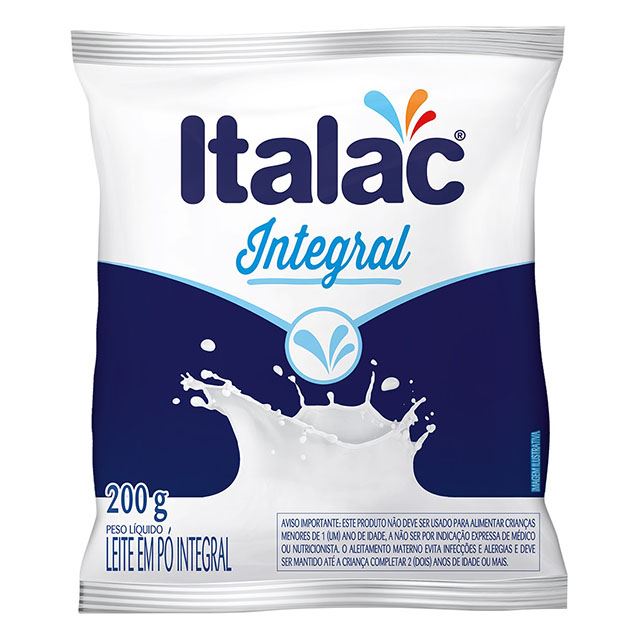 Italac®
Integral
200 g
PESO LÍQUIDO
LEITE EM PÓ INTEGRAL
AVISO IMPORTANTE: ESTE PRODUTO NÃO DEVE SER USADO PARA ALIMENTAR CRIANÇAS
MENORES DE 1 (UM) ANO DE IDADE, A NÃO SER POR INDICAÇÃO EXPRESSA DE MÉDICO
OU NUTRICIONISTA. O ALEITAMENTO MATERNO EVITA INFECÇÕES E ALERGIAS E DEVE
SER MANTIDO ATÉ A CRIANÇA COMPLETAR 2 (DOIS) ANOS DE IDADE OU MAIS.
IMAGEM ILUSTRATIVA